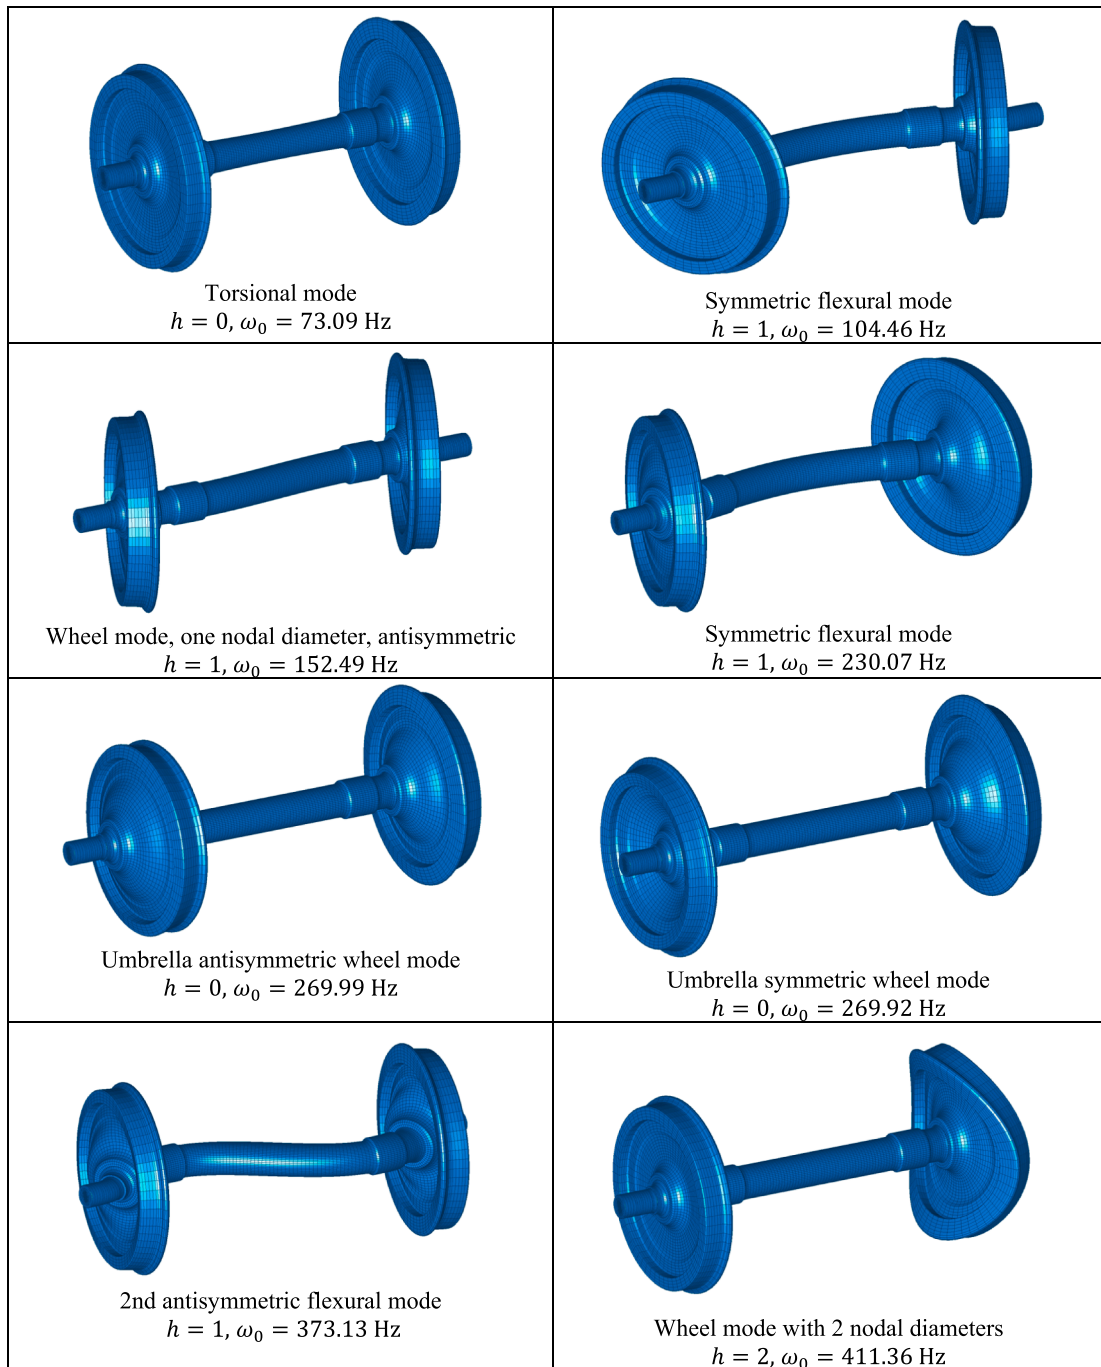 Torsional mode
ℎ = 0, 𝜔₀ = 73.09 Hz
Symmetric flexural mode
ℎ = 1, 𝜔₀ = 104.46 Hz
Wheel mode, one nodal diameter, antisymmetric
ℎ = 1, 𝜔₀ = 152.49 Hz
Symmetric flexural mode
ℎ = 1, 𝜔₀ = 230.07 Hz
Umbrella antisymmetric wheel mode
ℎ = 0, 𝜔₀ = 269.99 Hz
Umbrella symmetric wheel mode
ℎ = 0, 𝜔₀ = 269.92 Hz
2nd antisymmetric flexural mode
ℎ = 1, 𝜔₀ = 373.13 Hz
Wheel mode with 2 nodal diameters
ℎ = 2, 𝜔₀ = 411.36 Hz